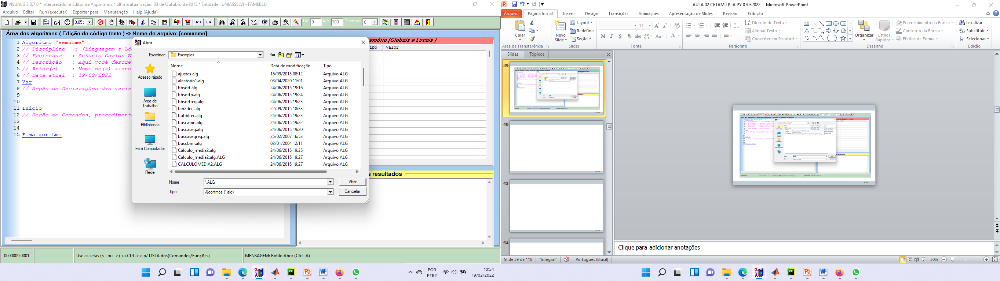 VISUALG 3.0.7.0 * Interpretador e Editor de Algoritmos * última atualização: 03 de Outubro de 2015 * Entidade : UNIASSELVI - FAMEBLU
Arquivo Editar Run (executar) Exportar para Manutenção Help (Ajuda)
0,05s De: 0 Até: 100 Decimais: 0
Área dos algoritmos ( Edição do código fonte ) -> Nome do arquivo: [semnome]
1 Algoritmo "semnome"
2 // Disciplina : [Linguagem e Ló
3 // Professor : Antonio Carlos N
4 // Descrição : Aqui você descre
5 // Autor(a) : Nome do(a) aluno
6 // Data atual : 19/02/2022
7 Var
8 // Seção de Declarações das variá
9
10
11 Inicio
12 // Seção de Comandos, procediment
13
14
15 Fimalgoritmo
emória (Globais e Locais )
ipo Valor
s resultados
Abrir
Examinar: Exemplos
Acesso rápido
Área de Trabalho
Bibliotecas
Este Computador
Rede
Nome Data de modificação Tipo
ajustes.alg 16/09/2015 08:12 Arquivo ALG
aleatorio1.alg 03/04/2020 11:01 Arquivo ALG
bbsort.alg 24/06/2015 19:16 Arquivo ALG
bbsortp.alg 24/06/2015 19:24 Arquivo ALG
bbsortreg.alg 24/06/2015 19:23 Arquivo ALG
bin2dec.alg 22/09/2015 18:33 Arquivo ALG
bubblrec.alg 24/06/2015 19:23 Arquivo ALG
buscabin.alg 24/06/2015 19:22 Arquivo ALG
buscaseq.alg 24/06/2015 19:20 Arquivo ALG
buscaseqreg.alg 25/02/2007 16:53 Arquivo ALG
buscbinr.alg 02/01/2004 12:11 Arquivo ALG
Calculo_media2.alg 24/06/2015 19:25 Arquivo ALG
Calculo_media2.alg.ALG 24/06/2015 19:27 Arquivo ALG
CALCULOMEDIA2.ALG 24/06/2015 19:27 Arquivo ALG
Nome: *.ALG Abrir
Tipo: Algoritmos (*.alg) Cancelar
0000009:0001 Use as setas (<- ou ->) <<Ctrl J>> p/ LISTA dos(Comandos/Funções) MENSAGEM: Botão Abrir (Ctrl+A)
POR
PTB2
10:54
19/02/2022
AULA 02 CETAM LP IA PY 07032022 - Microsoft PowerPoint
Arquivo Página Inicial Inserir Design Transições Animações Apresentação de Slides Revisão Exibição
Colar
Área de Transferência
Novo Slide
Layout
Redefinir
Seção
Slides
14
N I S S abc AV Aa A
Fonte
Direção do Texto
Alinhar Texto
Converter em SmartArt
Parágrafo
Organizar
Estilos Rápidos
Preenchimento da Forma
Contorno da Forma
Efeitos de Forma
Desenho
Localizar
Substituir
Selecionar
Edição
Slides Tópicos
39
40
41
42
Clique para adicionar anotações
Slide 39 de 118 "Integral" Português (Brasil) 30%